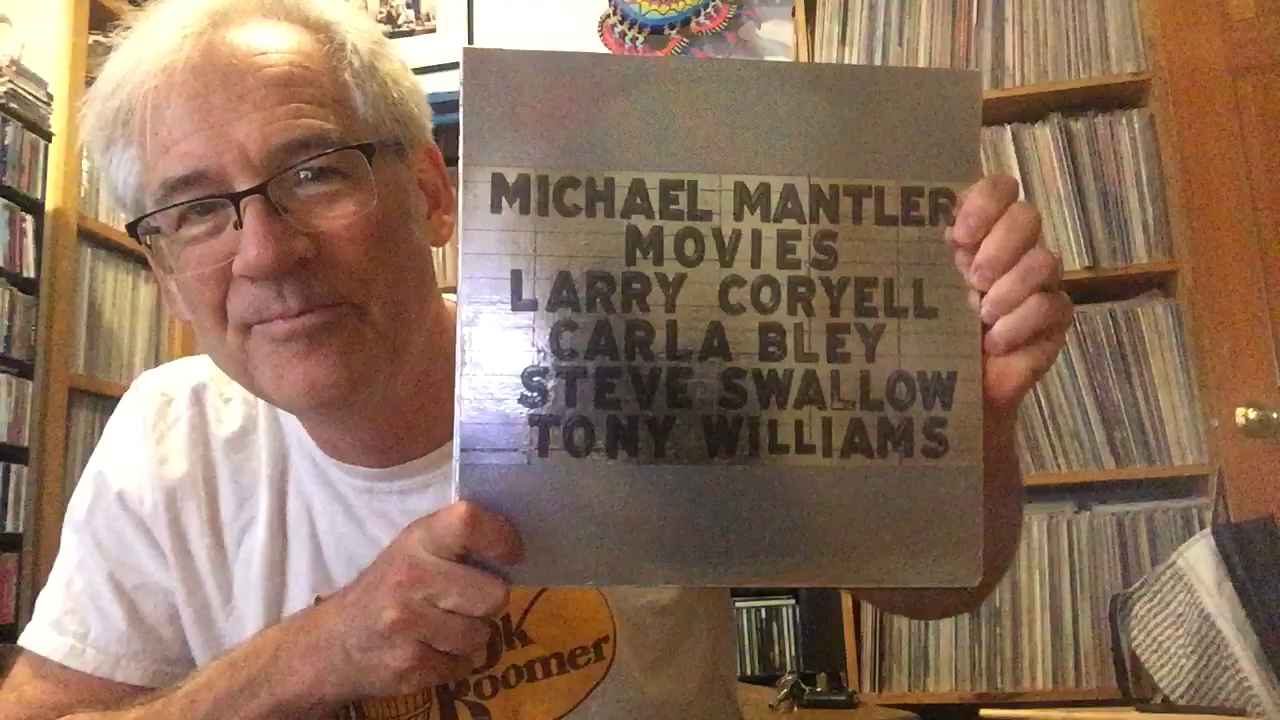 MICHAEL MANTLER
MOVIES
LARRY CORYELL
CARLA BLEY
STEVE SWALLOW
TONY WILLIAMS
Roomer